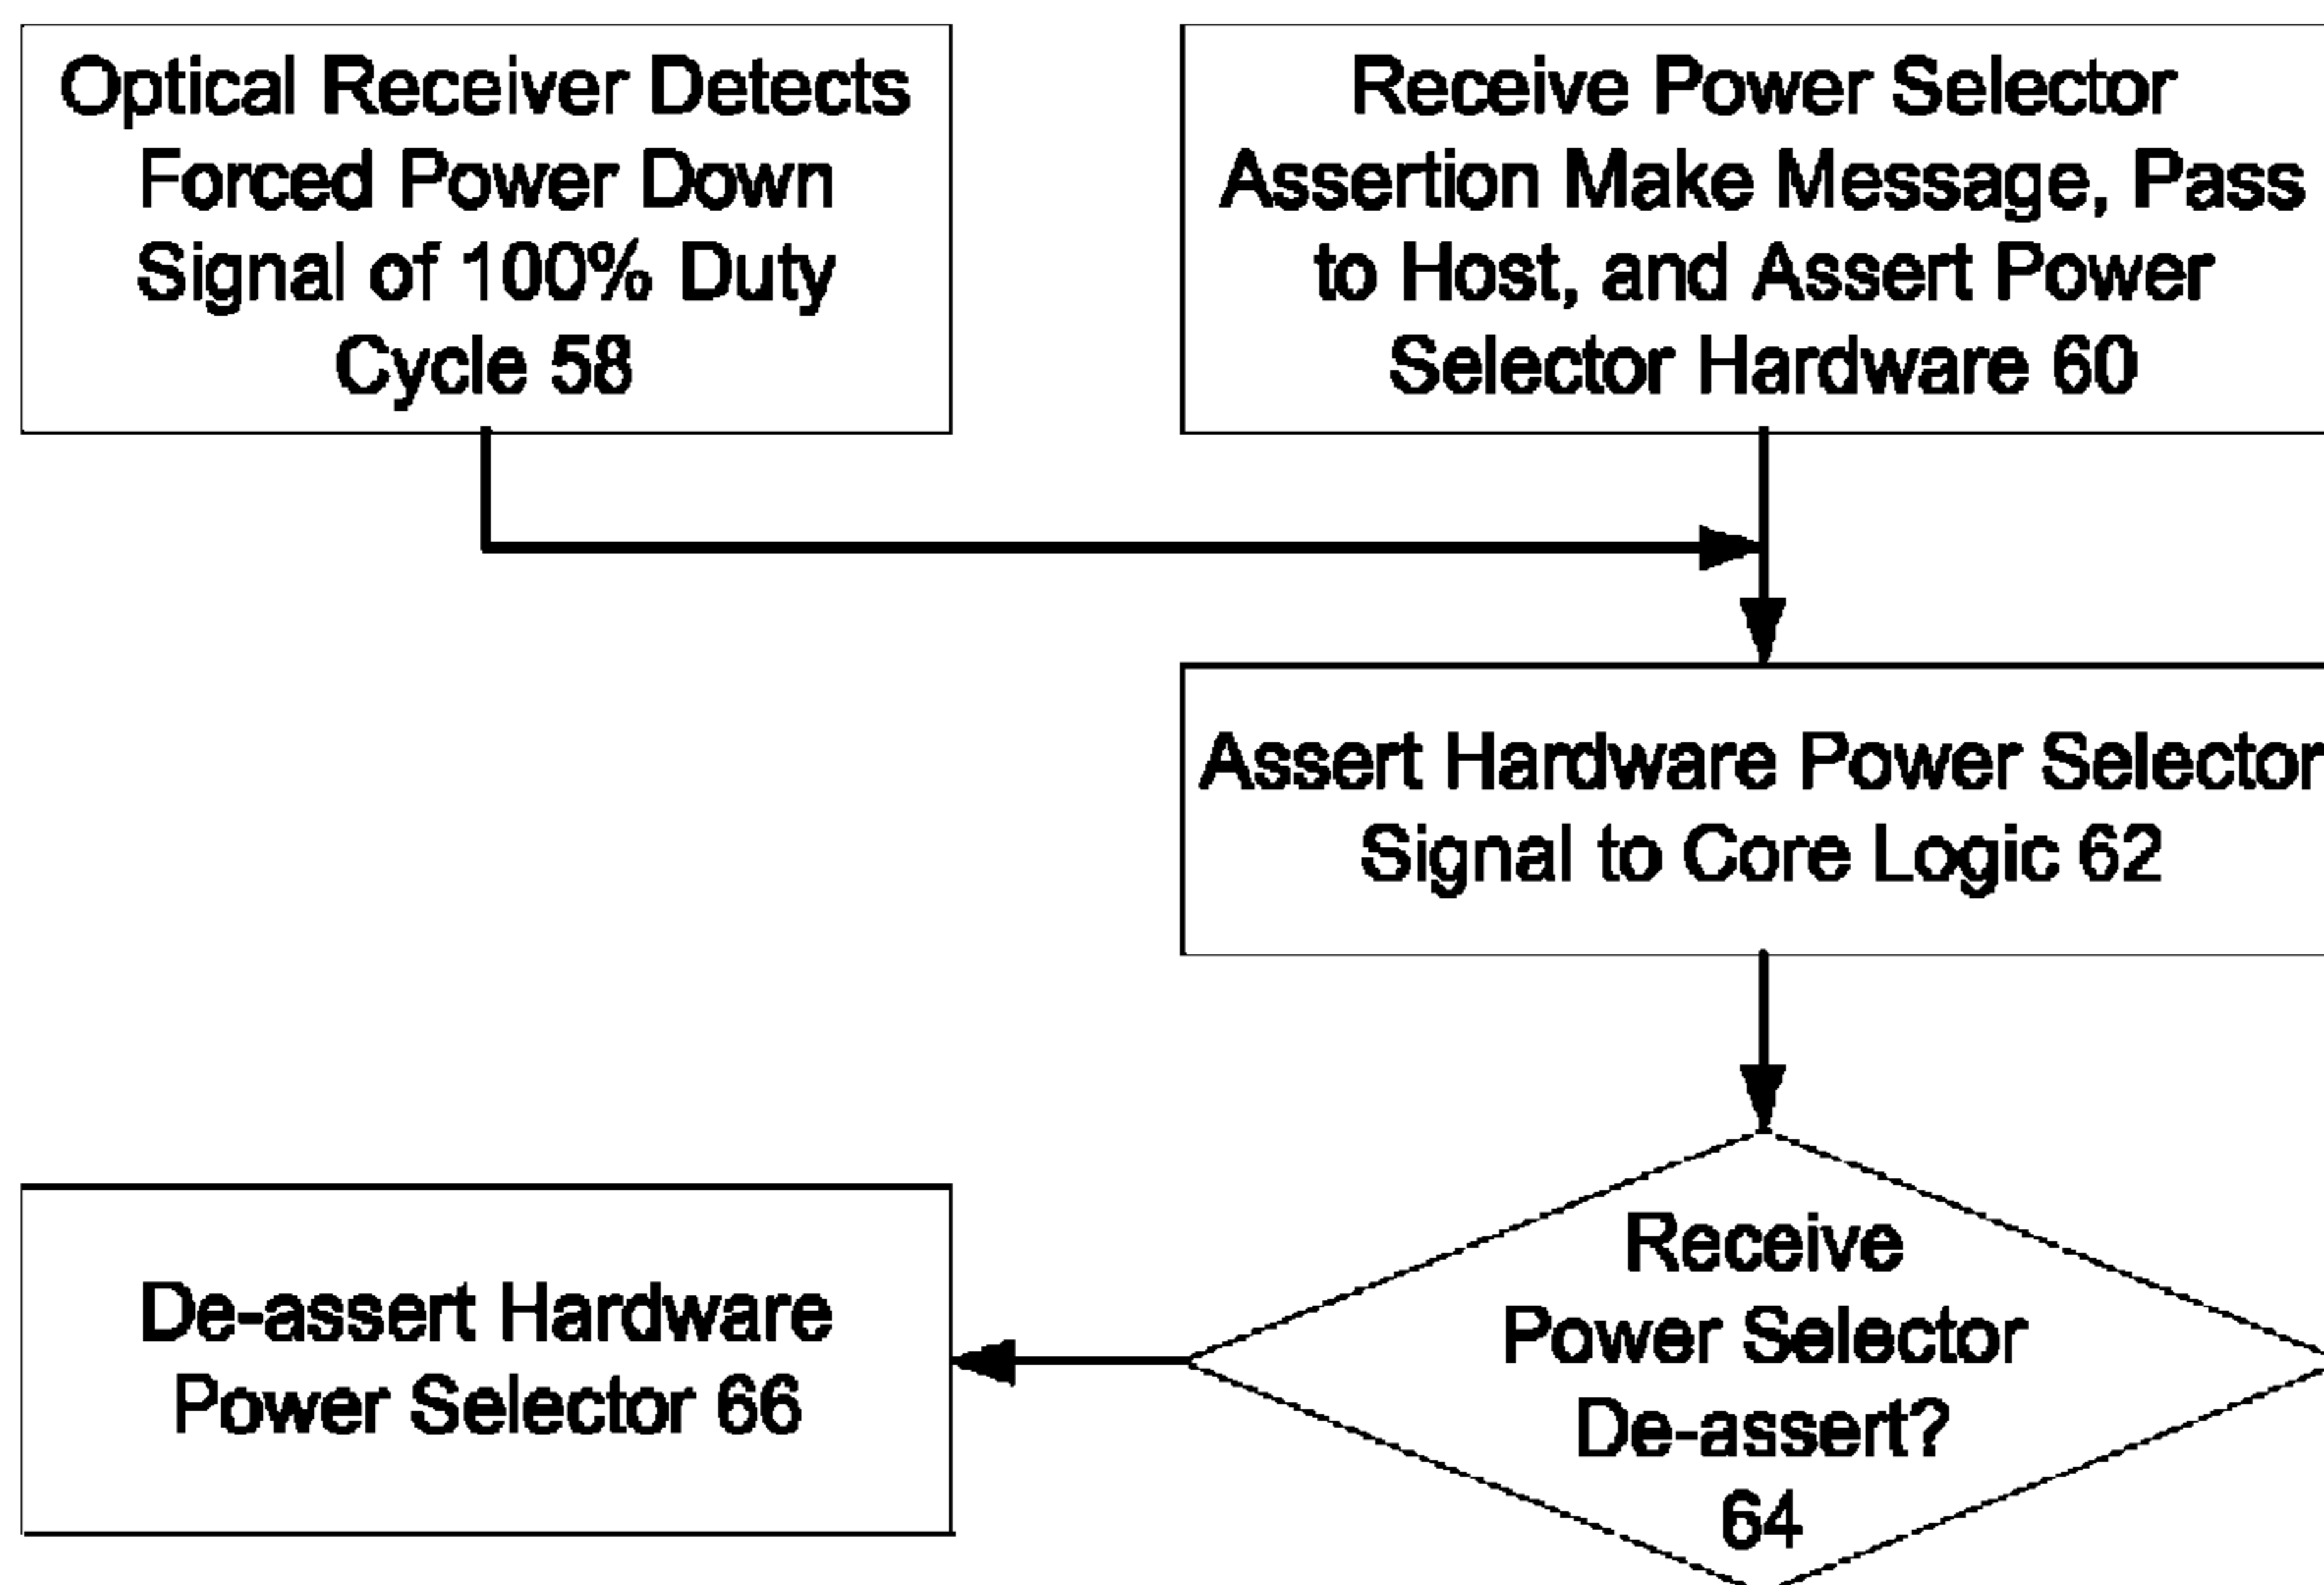 Optical Receiver Detects
Forced Power Down
Signal of 100% Duty
Cycle 58
Receive Power Selector
Assertion Make Message, Pass
to Host, and Assert Power
Selector Hardware 60
Assert Hardware Power Selector
Signal to Core Logic 62
Receive
Power Selector
De-assert?
64
De-assert Hardware
Power Selector 66